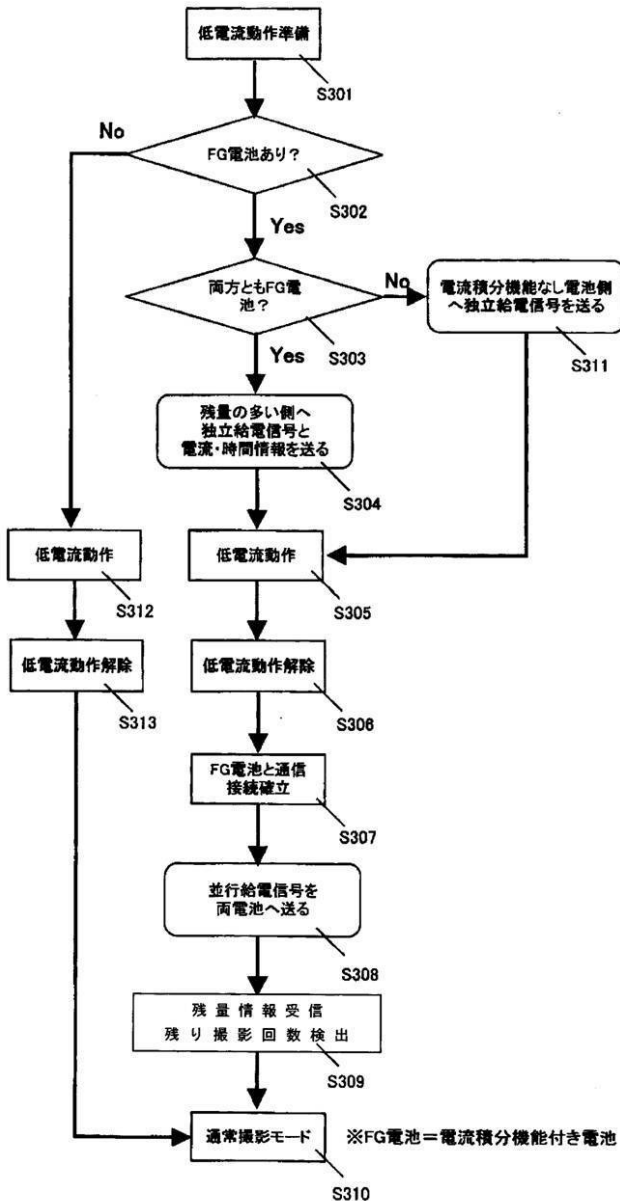 低電流動作準備
S301
No
FG電池あり?
S302
Yes
両方ともFG電
池?
S303
No
電流積分機能なし電池側
へ独立給電信号を送る
S311
Yes
残量の多い側へ
独立給電信号と
電流・時間情報を送る
S304
低電流動作
S312
低電流動作
S305
低電流動作解除
S313
低電流動作解除
S306
FG電池と通信
接続確立
S307
並行給電信号を
両電池へ送る
S308
残量情報受信
残り撮影回数検出
S309
通常撮影モード
S310
※FG電池=電流積分機能付き電池